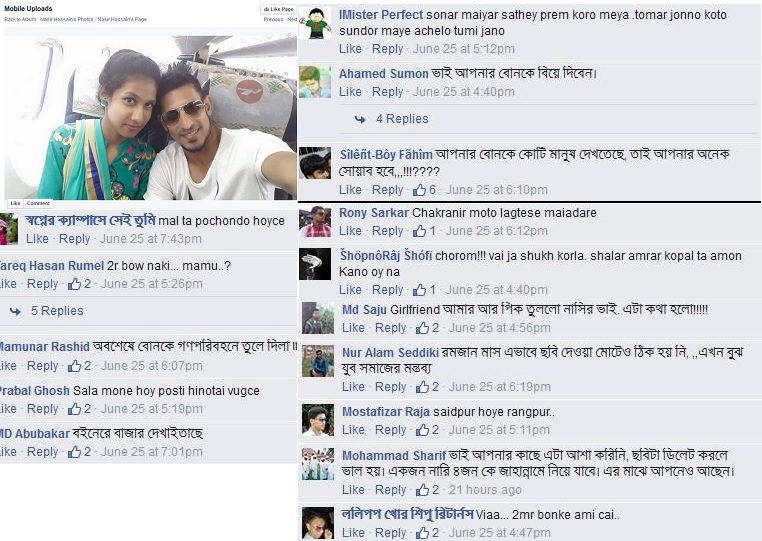 Mobile Uploads
Back to Album · Nasir Hossain's Photos · Nasir Hossain's Page
Like Page
Previous Next
Like Comment
স্বপ্নের ক্যাম্পাসে সেই তুমি mal ta pochondo hoyce
Like · Reply · June 25 at 7:43pm
Tareq Hasan Rumel 2r bow naki... mamu..?
Like · Reply · 2 · June 25 at 5:26pm
5 Replies
Mamunar Rashid অবশেষে বোনকে গণপরিবহনে তুলে দিলা॥
Like · Reply · 2 · June 25 at 6:07pm
Prabal Ghosh Sala mone hoy posti hinotai vugce
Like · Reply · 2 · June 25 at 5:19pm
MD Abubakar বইনেরে বাজার দেখাইতাছে
Like · Reply · 2 · June 25 at 7:01pm
IMister Perfect sonar maiyar sathey prem koro meya .tomar jonno koto
sundor maye achelo tumi jano
Like · Reply · June 25 at 5:12pm
Ahamed Sumon ভাই আপনার বোনকে বিয়ে দিবেন।
Like · Reply · June 25 at 4:40pm
4 Replies
Sîlêñt-Bôy Fãhîm আপনার বোনকে কোটি মানুষ দেখতেছে, তাই আপনার অনেক
সোয়াব হবে,,,!!!????
Like · Reply · 6 · June 25 at 6:10pm
Rony Sarkar Chakranir moto lagtese maiadare
Like · Reply · 1 · June 25 at 6:12pm
ŠhöpnôRâj Šhófï chorom!!! vai ja shukh korla. shalar amrar kopal ta amon
Kano oy na
Like · Reply · 1 · June 25 at 4:40pm
Md Saju Girlfriend আমার আর পিক তুললো নাসির ভাই. এটা কথা হলো!!!!!
Like · Reply · 2 · June 25 at 4:56pm
Nur Alam Seddiki রমজান মাস এভাবে ছবি দেওয়া মোটেও ঠিক হয় নি, ,,এখন বুঝ
যুব সমাজের মন্তব্য
Like · Reply · 2 · June 25 at 6:19pm
Mostafizar Raja saidpur hoye rangpur..
Like · Reply · 2 · June 25 at 5:11pm
Mohammad Sharif ভাই আপনার কাছে এটা আশা করিনি, ছবিটা ডিলেট করলে
ভাল হয়। একজন নারি ৪জন কে জাহান্নামে নিয়ে যাবে। এর মাঝে আপনেও আছেন।
Like · Reply · 2 · 21 hours ago
ললিপপ খোর শিপু রিটার্নস Viaa... 2mr bonke ami cai..
Like · Reply · 2 · June 25 at 4:47pm